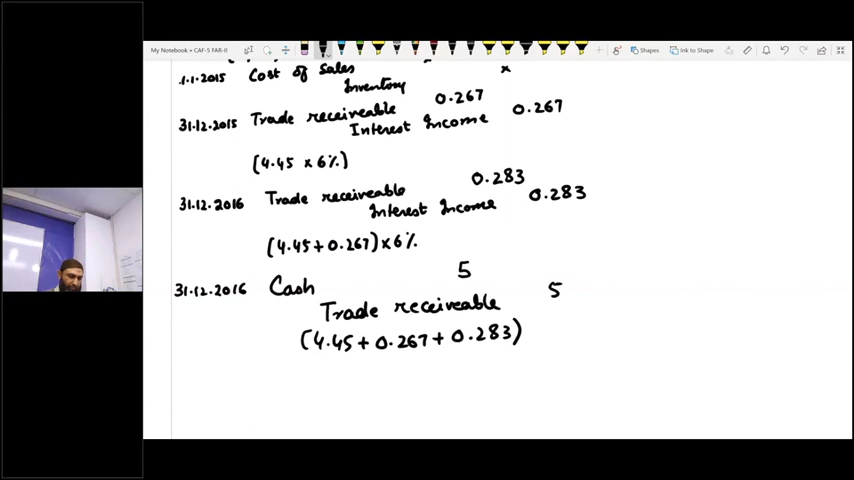 My Notebook » CAF-5 FAR-II
Shapes
Ink to Shape
1.1.2015 Cost of Sales x
Inventory
31.12.2015 Trade receiveable 0.267
Interest Income 0.267
(4.45 x 6%)
31.12.2016 Trade receiveable 0.283
Interest Income 0.283
(4.45+0.267)x6%
31.12.2016 Cash 5
Trade receiveable 5
(4.45+0.267+0.283)